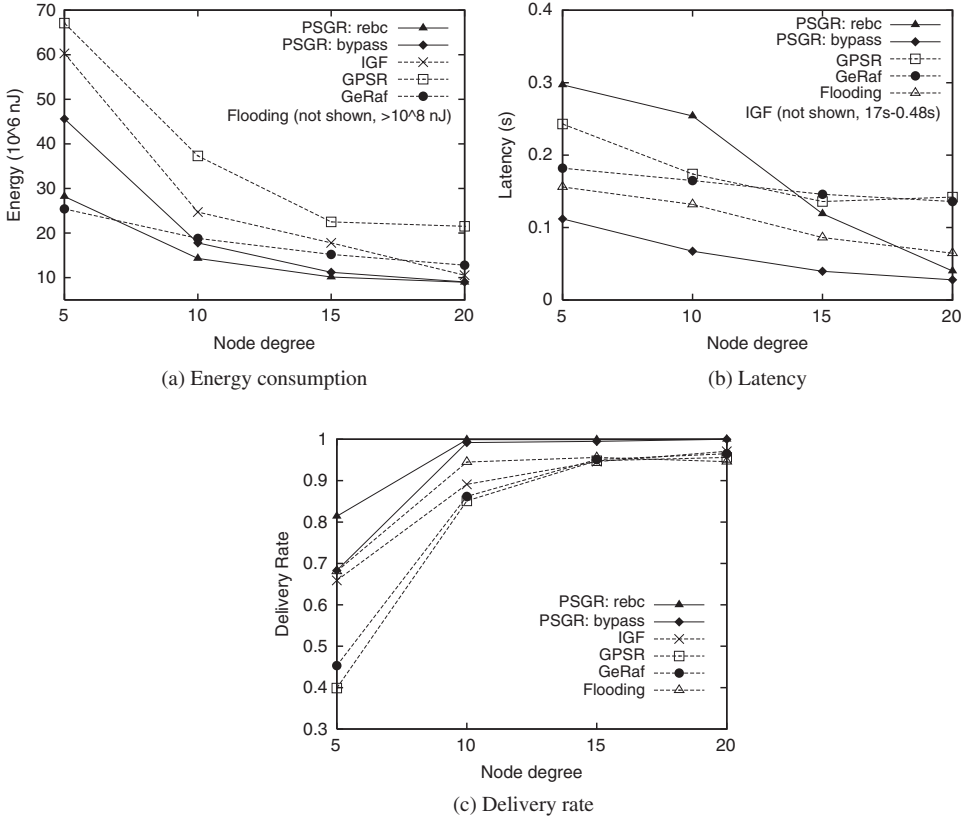 70
60
50
40
30
20
10
5 10 15 20
Energy (10^6 nJ)
Node degree
PSGR: rebc
PSGR: bypass
IGF
GPSR
GeRaf
Flooding (not shown, >10^8 nJ)
(a) Energy consumption
0.4
0.3
0.2
0.1
0
5 10 15 20
Latency (s)
Node degree
PSGR: rebc
PSGR: bypass
GPSR
GeRaf
Flooding
IGF (not shown, 17s-0.48s)
(b) Latency
1
0.9
0.8
0.7
0.6
0.5
0.4
0.3
5 10 15 20
Delivery Rate
Node degree
PSGR: rebc
PSGR: bypass
IGF
GPSR
GeRaf
Flooding
(c) Delivery rate